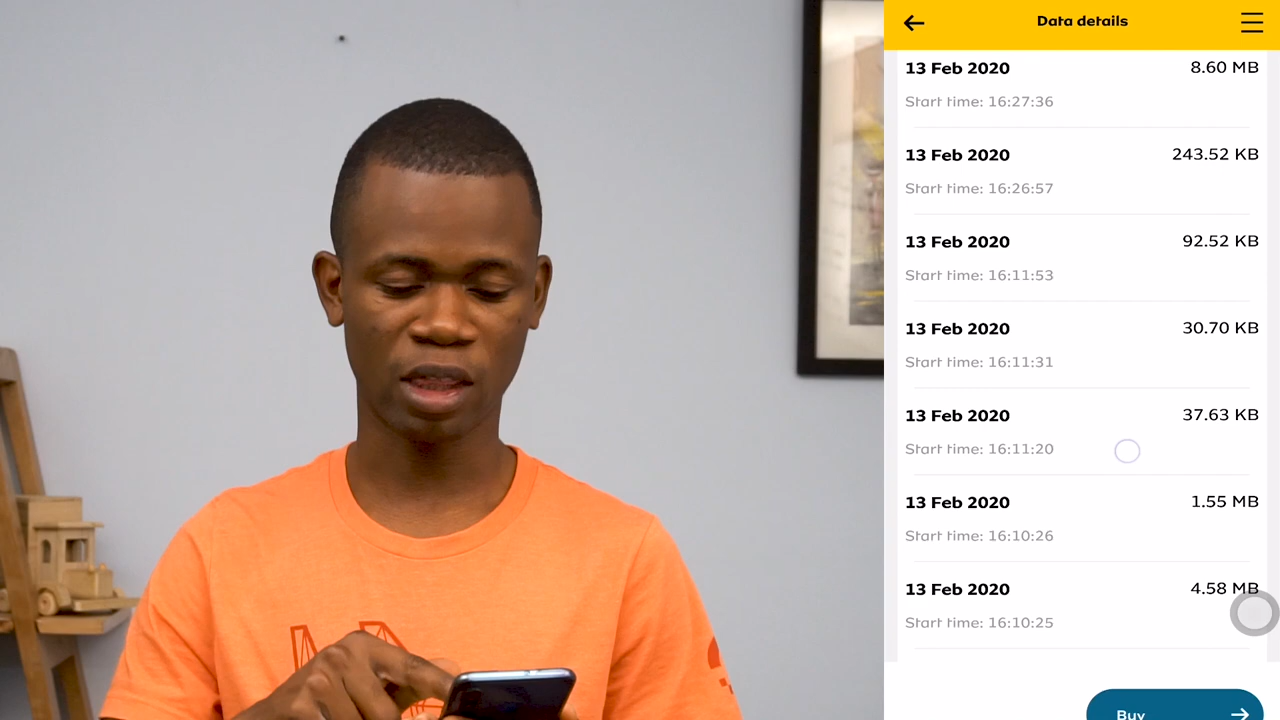 Data details
13 Feb 2020 8.60 MB
Start time: 16:27:36
13 Feb 2020 243.52 KB
Start time: 16:26:57
13 Feb 2020 92.52 KB
Start time: 16:11:53
13 Feb 2020 30.70 KB
Start time: 16:11:31
13 Feb 2020 37.63 KB
Start time: 16:11:20
13 Feb 2020 1.55 MB
Start time: 16:10:26
13 Feb 2020 4.58 MB
Start time: 16:10:25
Buy